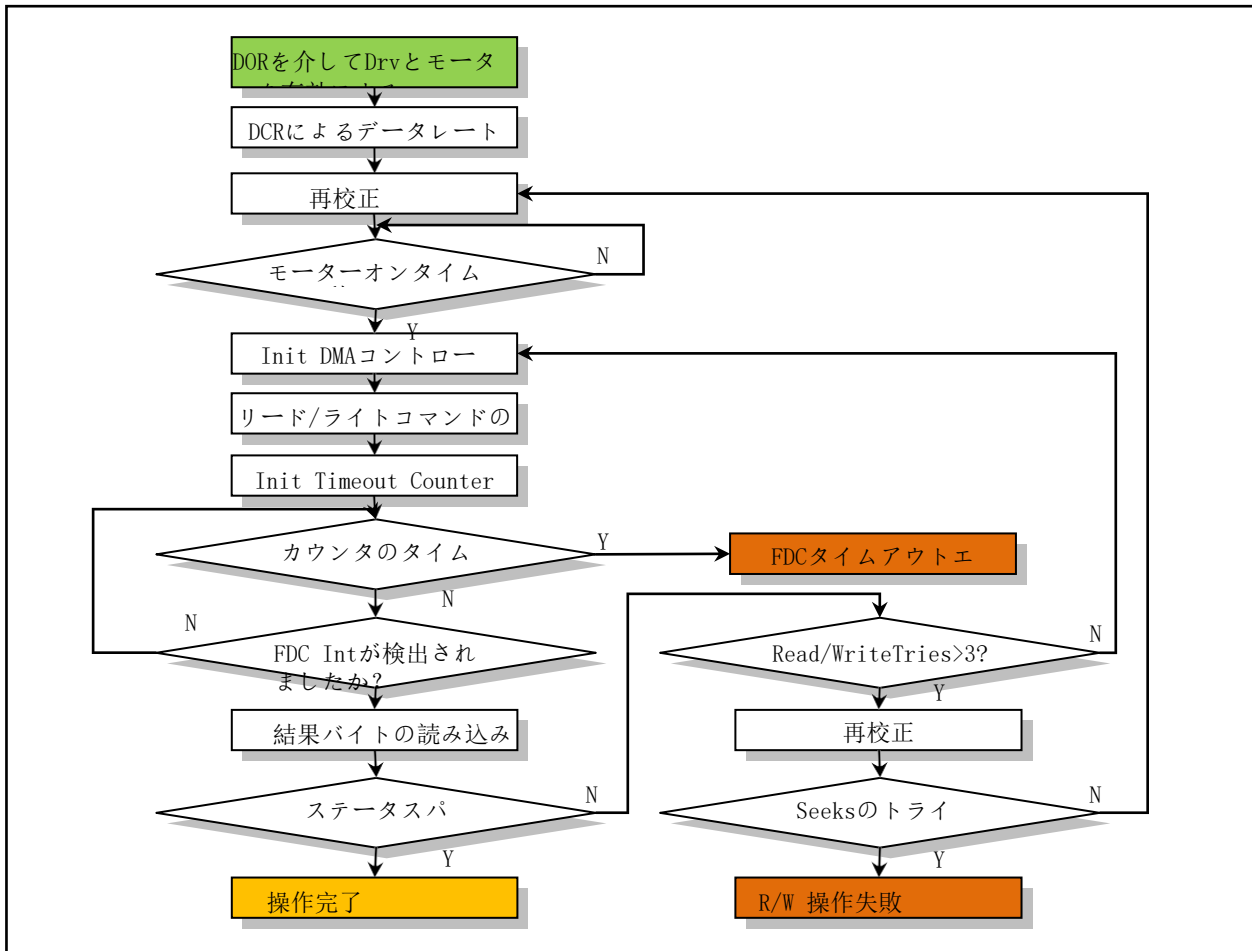 DORを介してDrvとモータ
DCRによるデータレート
再校正
モーターオンタイム
N
Y
Init DMAコントロー
リード/ライトコマンドの
Init Timeout Counter
カウンタのタイム
Y
FDCタイムアウトエ
N
N
FDC Intが検出され
ましたか?
Read/WriteTries>3?
N
Y
結果バイトの読み込み
再校正
ステータスパ
N
Seeksのトライ
N
Y
Y
操作完了
R/W 操作失敗